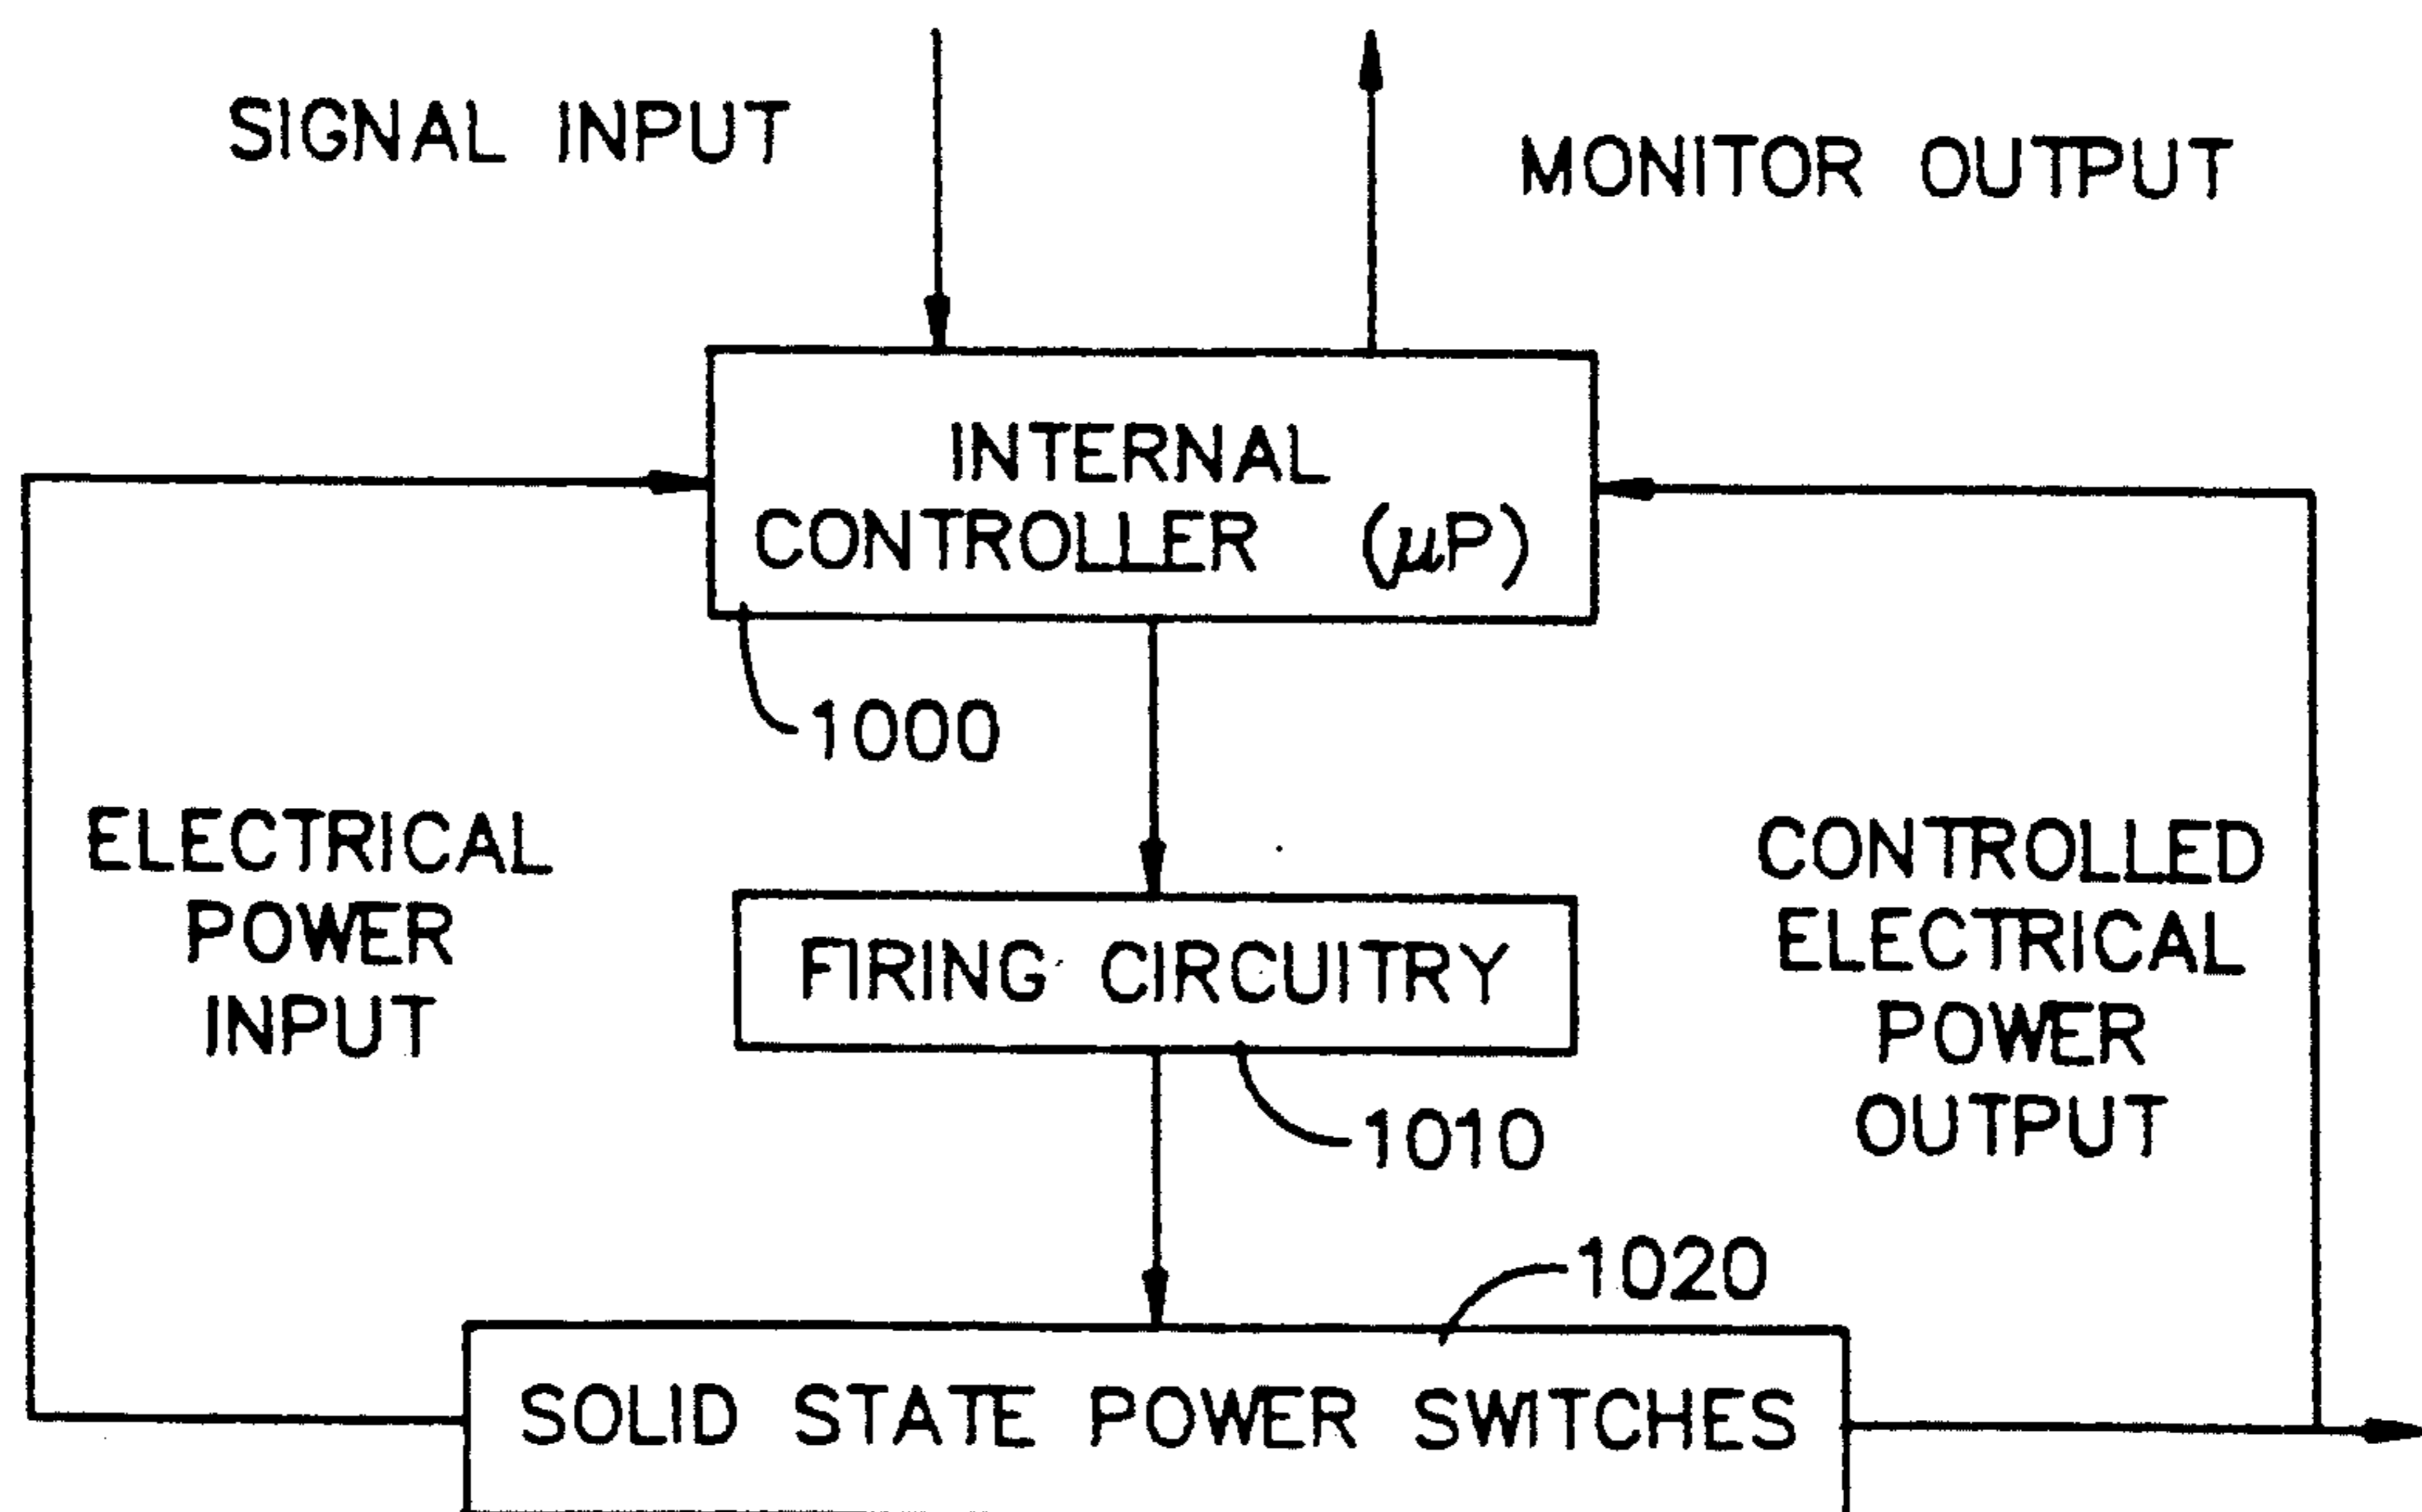 SIGNAL INPUT
MONITOR OUTPUT
INTERNAL
CONTROLLER (μP)
1000
ELECTRICAL
POWER
INPUT
FIRING CIRCUITRY
CONTROLLED
ELECTRICAL
POWER
OUTPUT
1010
1020
SOLID STATE POWER SWITCHES